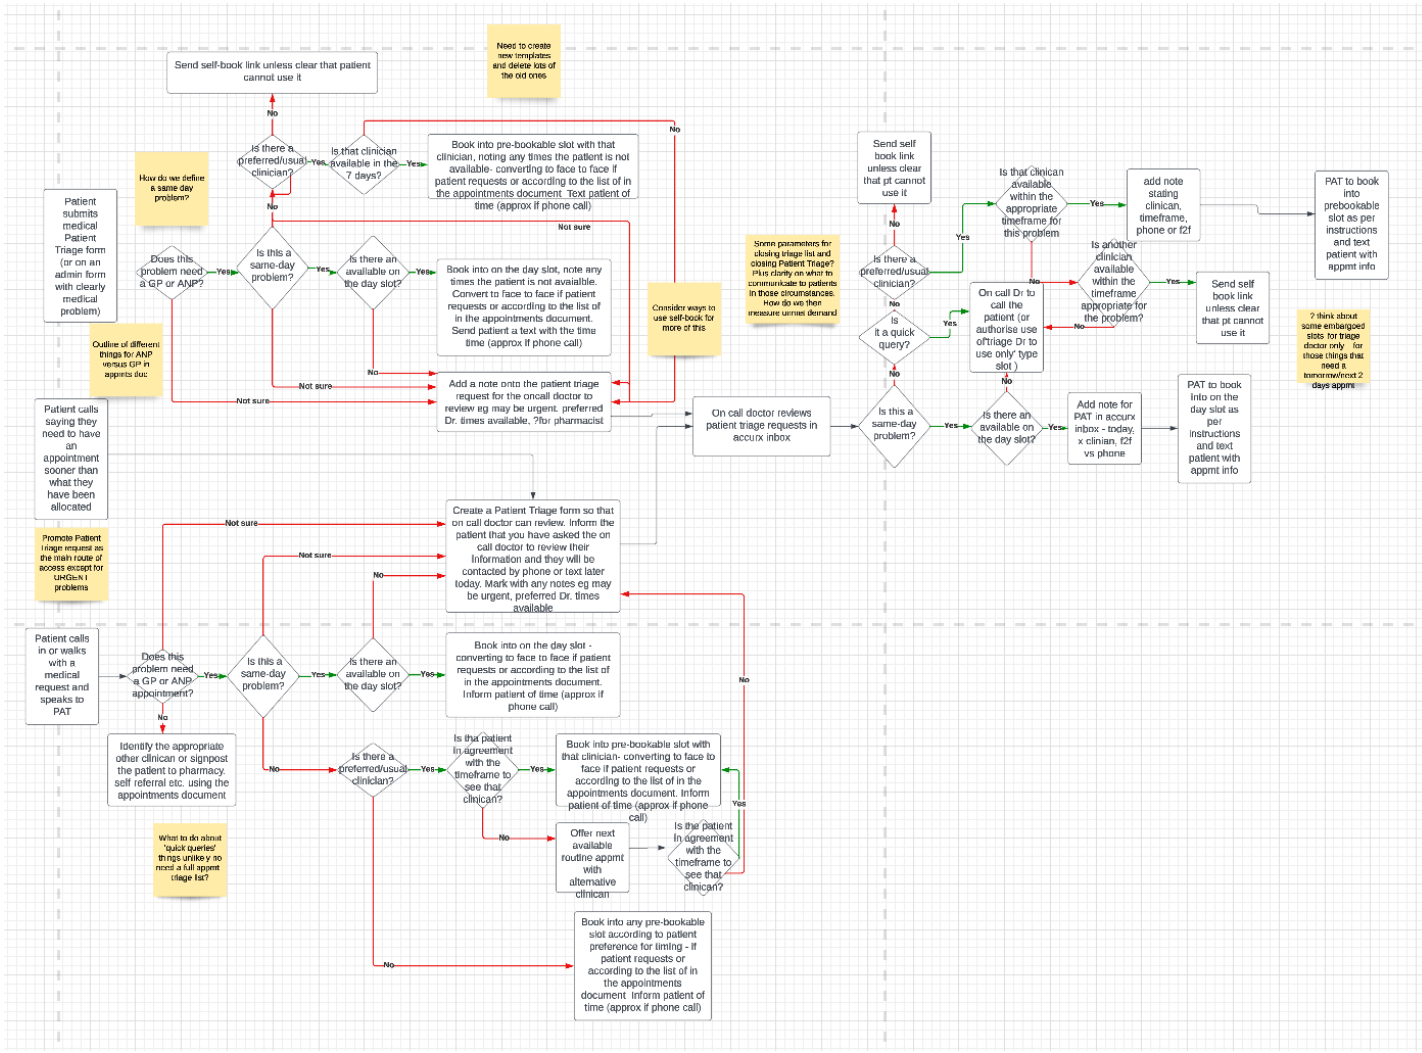 Need to create
new templates
and delete lots of
the old ones
Send self-book link unless clear that patient
cannot use it
No
No
Is there a
preferred/usual
clinician?
Yes
Is that clinician
available in the
7 days?
Yes
Book into pre-bookable slot with that
clinician, noting any times the patient is not
available- converting to face to face if
patient requests or according to the list of in
the appointments document Text patient of
time (approx if phone call)
How do we define
a same day
problem?
Patient
submits
medical
Patient
Triage form
(or on an
admin form
with clearly
medical
problem)
No
Not sure
Does this
problem need
a GP or ANP?
Yes
Is this a
same-day
problem?
Yes
Is there an
available on
the day slot?
Yes
Book into on the day slot, note any
times the patient is not avaialble.
Convert to face to face if patient
requests or according to the list of
in the appointments document.
Send patient a text with the time
time (approx if phone call)
Consider ways to
use self-book for
more of this
Outline of different
things for ANP
versus GP in
appmts doc
No
Not sure
Not sure
Add a note onto the patient triage
request for the oncall doctor to
review eg may be urgent. preferred
Dr. times available, ?for pharmacist
On call doctor reviews
patient triage requests in
accurx inbox
Some parameters for
closing triage list and
closing Patient Triage?
Plus clarity on what to
communicate to patients
in those circumstances.
How do we then
measure unmet demand
Send self
book link
unless clear
that pt cannot
use it
No
Is there a
preferred/usual
clinician?
Yes
Is that clinican
available
within the
appropriate
timeframe for
this problem
Yes
add note
stating
clinician,
timeframe,
phone or f2f
PAT to book
into
prebookable
slot as per
instructions
and text
patient with
appmt info
No
Is another
clinician
available
within the
timeframe
appropriate for
the problem?
Yes
Send self
book link
unless clear
that pt cannot
use it
No
No
Is
it a quick
query?
Yes
On call Dr to
call the
patient (or
authorise use
of'triage Dr to
use only' type
slot )
? think about
some embargoed
slots for triage
doctor only for
those things that
need a
tomorrow/next 2
days appmt
No
No
Is this a
same-day
problem?
Yes
Is there an
available on
the day slot?
Yes
Add note for
PAT in accurx
inbox - today,
x clinian, f2f
vs phone
PAT to book
Into on the
day slot as
per
instructions
and text
patient with
appmt info
Patient calls
saying they
need to have
an
appointment
sooner than
what they
have been
allocated
Promote Patient
Triage request as
the main route of
access except for
URGENT
problems
Not sure
Not sure
No
Create a Patient Triage form so that
on call doctor can review. Inform the
patient that you have asked the on
call doctor to review their
information and they will be
contacted by phone or text later
today. Mark with any notes eg may
be urgent, preferred Dr. times
available
Patient calls
in or walks
with a
medical
request and
speaks to
PAT
Does this
problem need
a GP or ANP
appointment?
Yes
Is this a
same-day
problem?
Yes
Is there an
available on
the day slot?
Yes
Book into on the day slot -
converting to face to face if patient
requests or according to the list of
in the appointments document.
Inform patient of time (approx if
phone call)
No
No
Identify the appropriate
other clinican or signpost
the patient to pharmacy.
self referral etc. using the
appointments document
No
Is there a
preferred/usual
clinician?
Yes
Is tha patient
In agreement
with the
timeframe to
see that
clinican?
Yes
Book into pre-bookable slot with
that clinician- converting to face to
face if patient requests or
according to the list of in the
appointments document. Inform
patient of time (approx if phone
call)
Yes
No
Offer next
available
routine appmt
with
alternative
clinican
Is the patient
In agreement
with the
timeframe to
see that
clinican?
What to do about
'quick queries'
things unlikely no
need a full appmt
triage list?
No
Book into any pre-bookable
slot according to patient
preference for timing - if
patient requests or
according to the list of in
the appointments
document Inform patient of
time (approx if phone call)